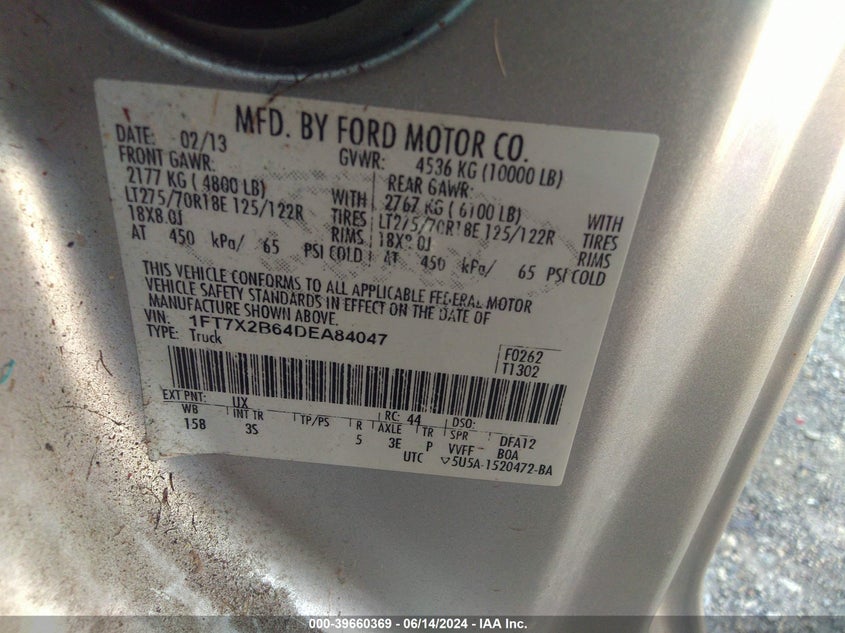 MFD. BY FORD MOTOR CO.
DATE: 02/13 GVWR: 4536 KG (10000 LB)
FRONT GAWR: REAR GAWR:
2177 KG ( 4800 LB) WITH 2767 KG ( 6100 LB) WITH
LT275/70R18E 125/122R TIRES LT275/70R18E 125/122R TIRES
18X8.0J RIMS 18X8.0J RIMS
AT 450 kPa/ 65 PSI COLD AT 450 kPa/ 65 PSI COLD
THIS VEHICLE CONFORMS TO ALL APPLICABLE FEDERAL MOTOR
VEHICLE SAFETY STANDARDS IN EFFECT ON THE DATE OF
MANUFACTURE SHOWN ABOVE.
VIN: 1FT7X2B64DEA84047
TYPE: Truck
F0262
T1302
EXT PNT: UX RC: 44 DSO:
WB INT TR TP/PS R AXLE TR SPR DFA12
158 3S 5 3E P VVFF BOA
UTC ▽5U5A-1520472-BA
000-39660369 - 06/14/2024 - IAA Inc.